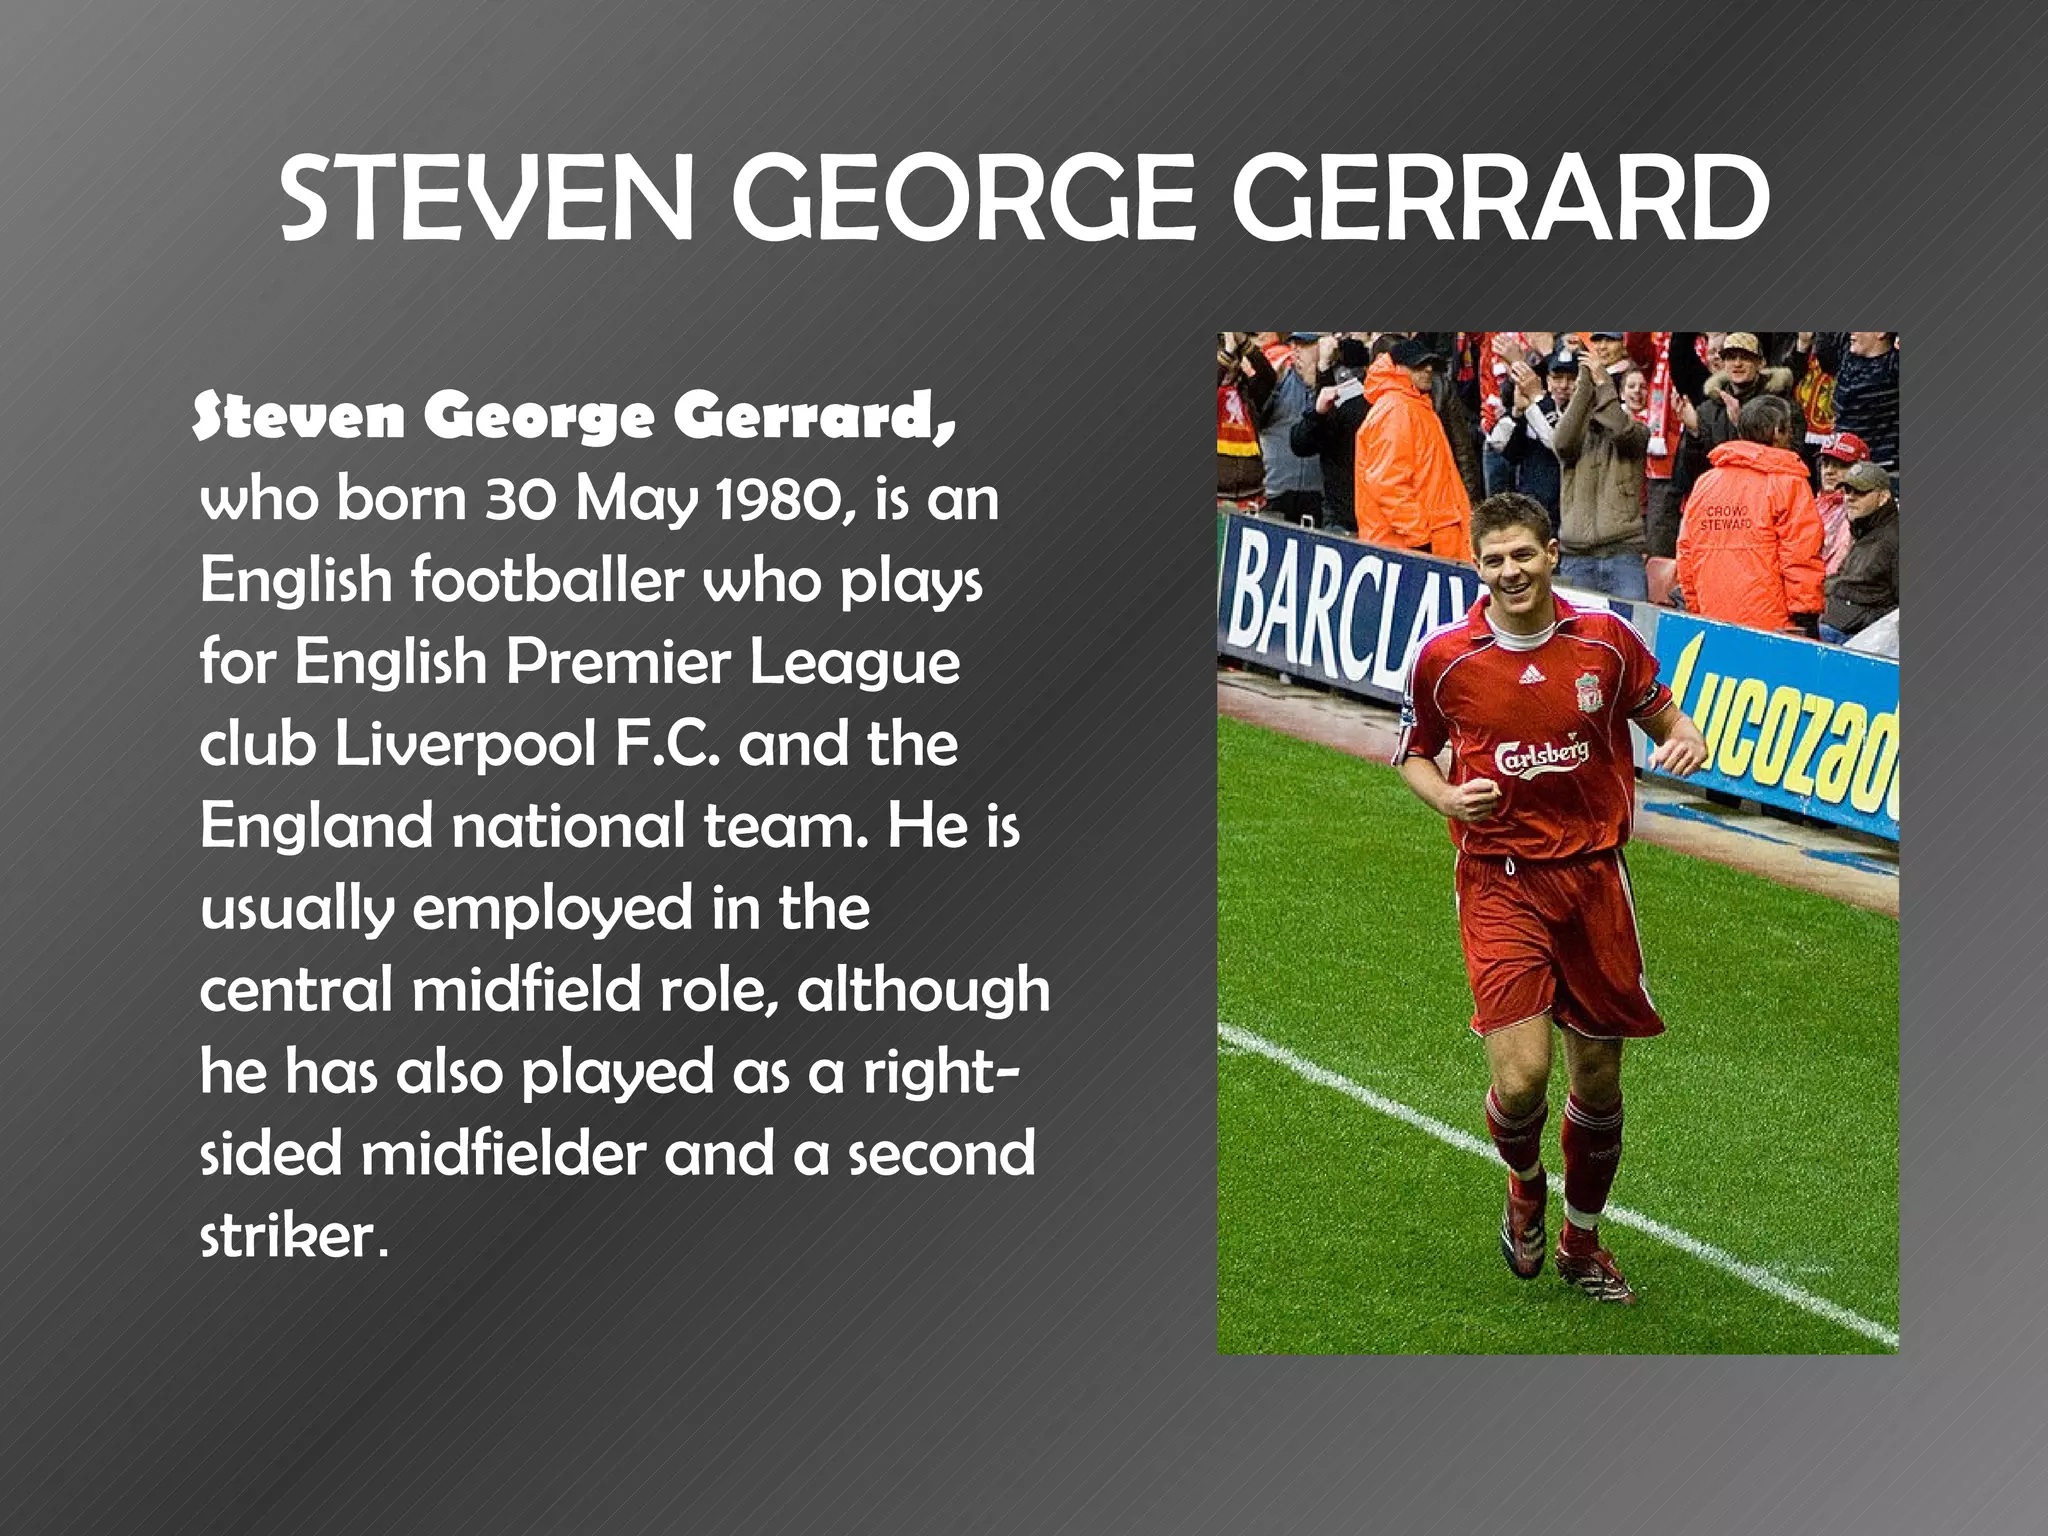 STEVEN GEORGE GERRARD
Steven George Gerrard,
who born 30 May 1980, is an
English footballer who plays
for English Premier League
club Liverpool F.C. and the
England national team. He is
usually employed in the
central midfield role, although
he has also played as a right-
sided midfielder and a second
striker.
CROWD
STEWARD
BARCLAY
Lucozad
Carlsberg